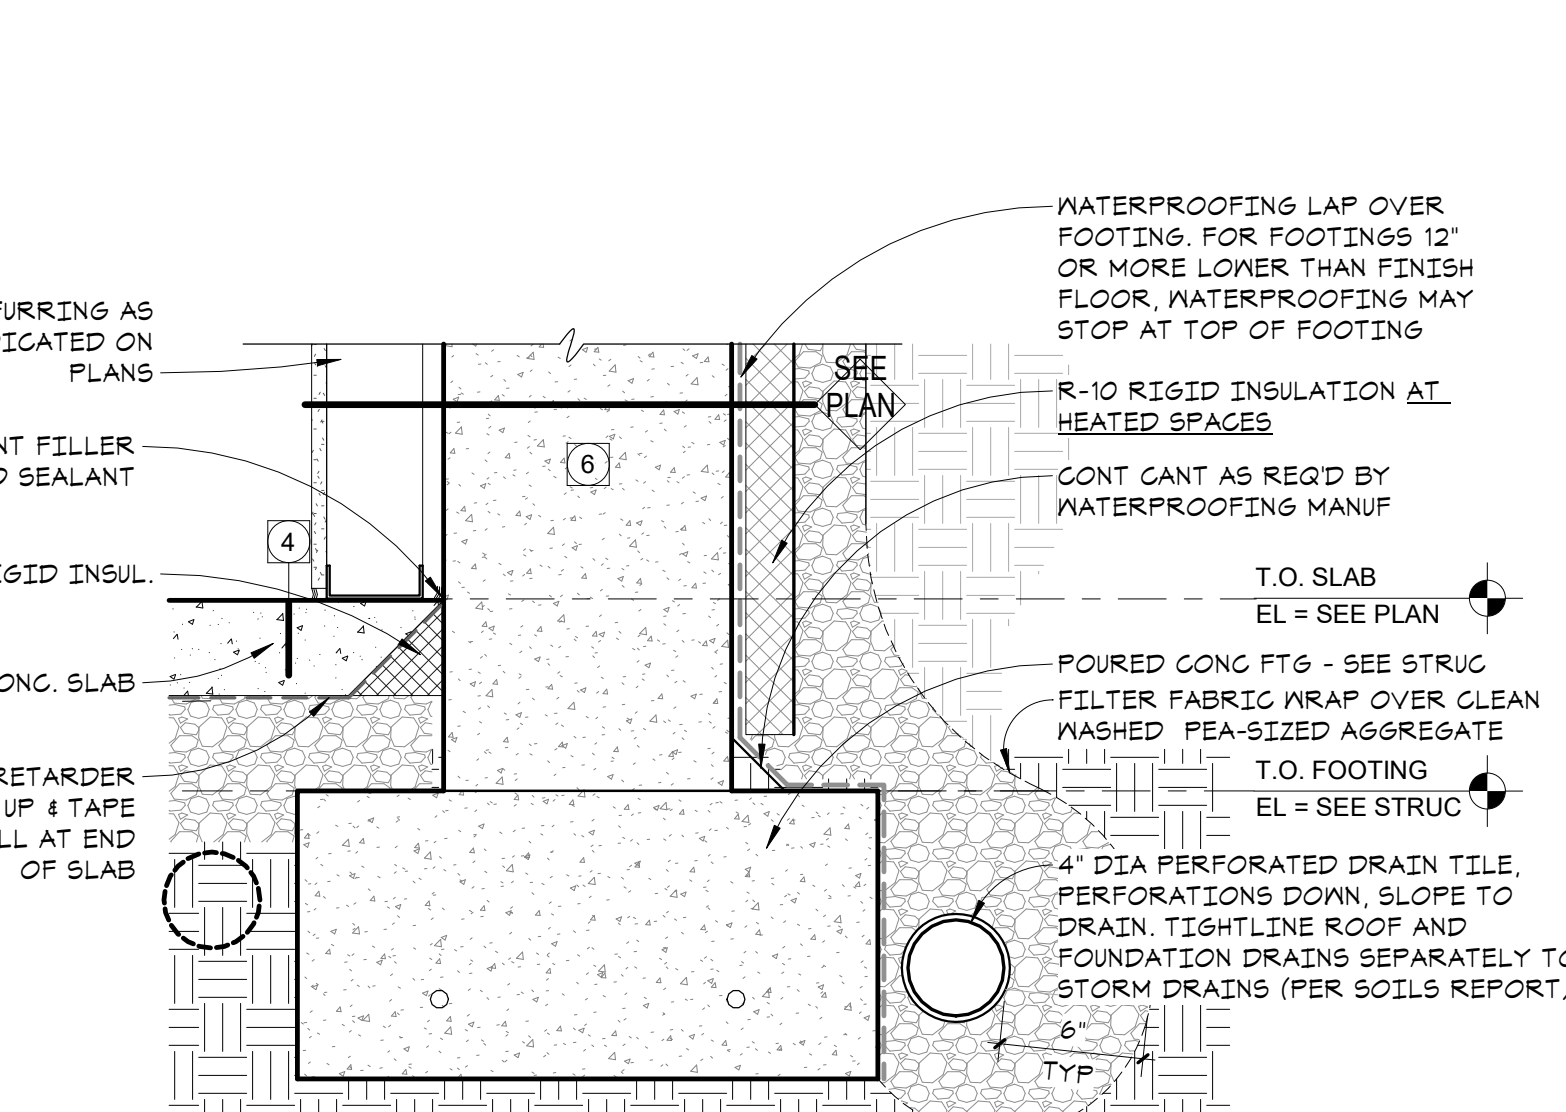 WATERPROOFING LAP OVER
FOOTING. FOR FOOTINGS 12"
OR MORE LOWER THAN FINISH
FLOOR, WATERPROOFING MAY
STOP AT TOP OF FOOTING
FURRING AS
ICATED ON
PLANS
SEE
PLAN
R-10 RIGID INSULATION AT
HEATED SPACES
NT FILLER
SEALANT
6
CONT CANT AS REQ'D BY
WATERPROOFING MANUF
4
GID INSUL.
T.O. SLAB
EL = SEE PLAN
ONC. SLAB
POURED CONC FTG - SEE STRUC
FILTER FABRIC WRAP OVER CLEAN
WASHED PEA-SIZED AGGREGATE
RETARDER
UP & TAPE
LL AT END
OF SLAB
T.O. FOOTING
EL = SEE STRUC
4" DIA PERFORATED DRAIN TILE,
PERFORATIONS DOWN, SLOPE TO
DRAIN. TIGHTLINE ROOF AND
FOUNDATION DRAINS SEPARATELY TO
STORM DRAINS (PER SOILS REPORT)
6"
TYP